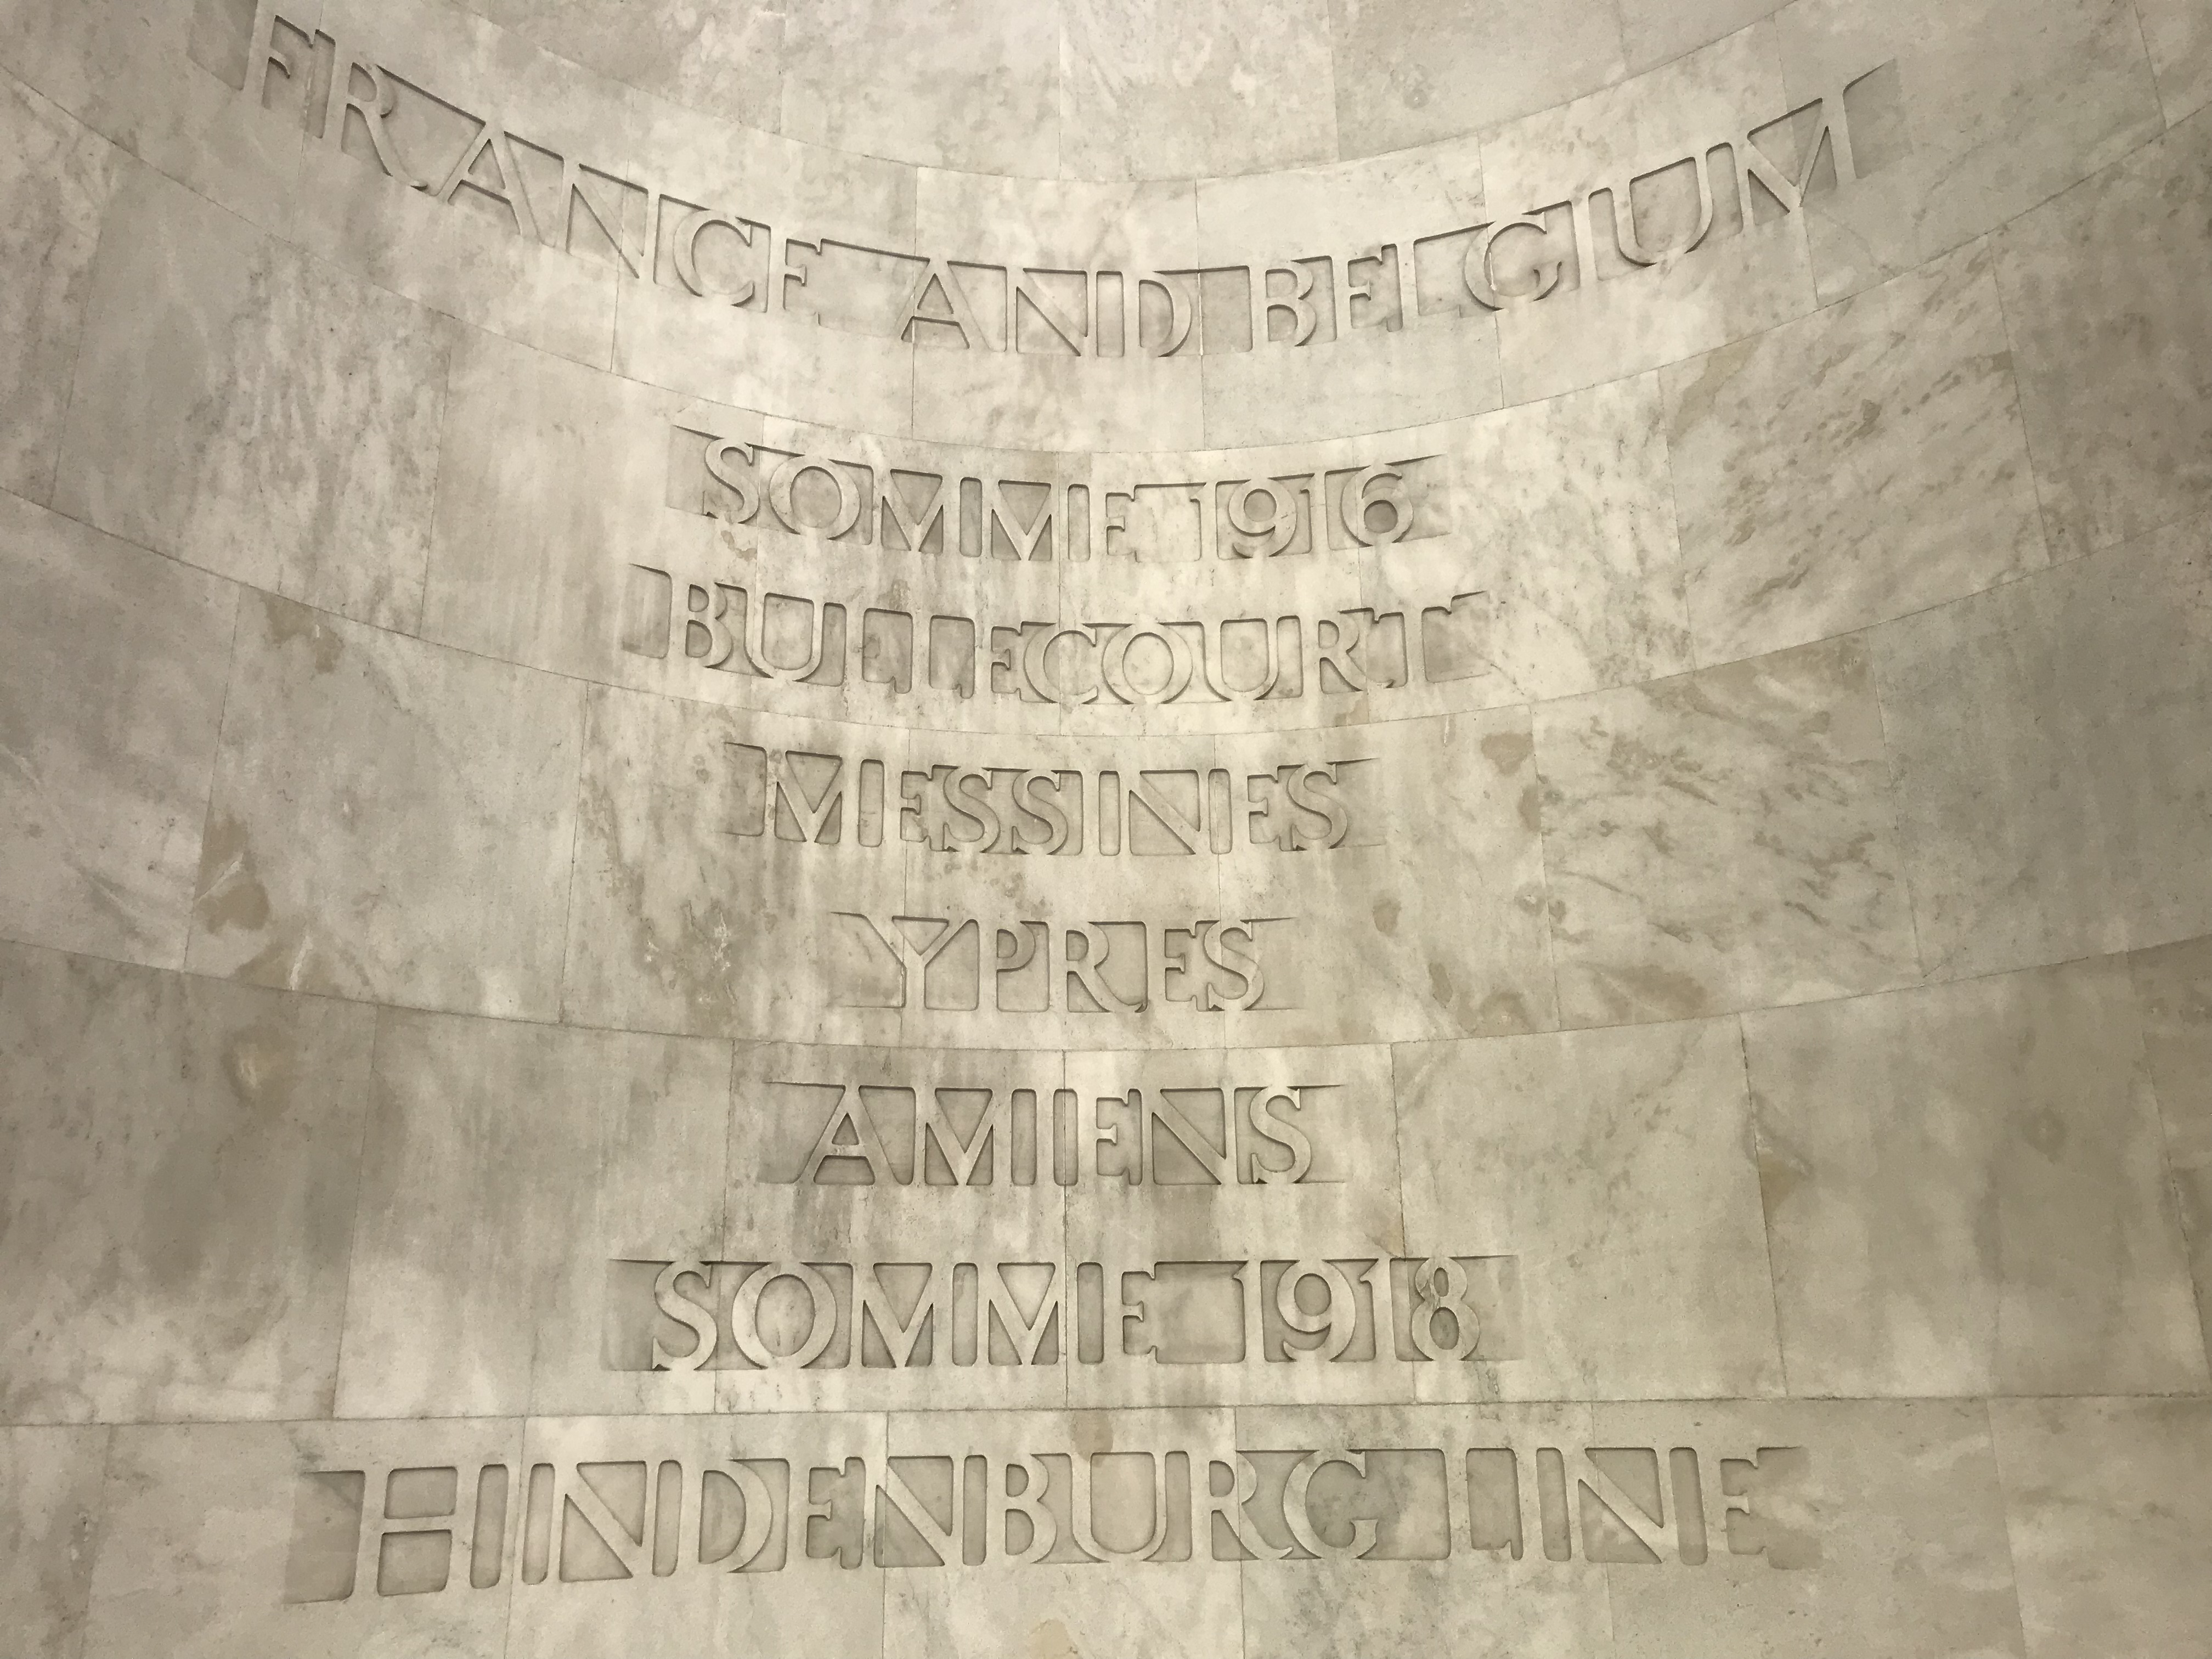 FRANCE AND BELGIUM
SOMME 1916
BULLECOURT
MESSINES
YPRES
AMIENS
SOMME 1918
HINDENBURG LINE